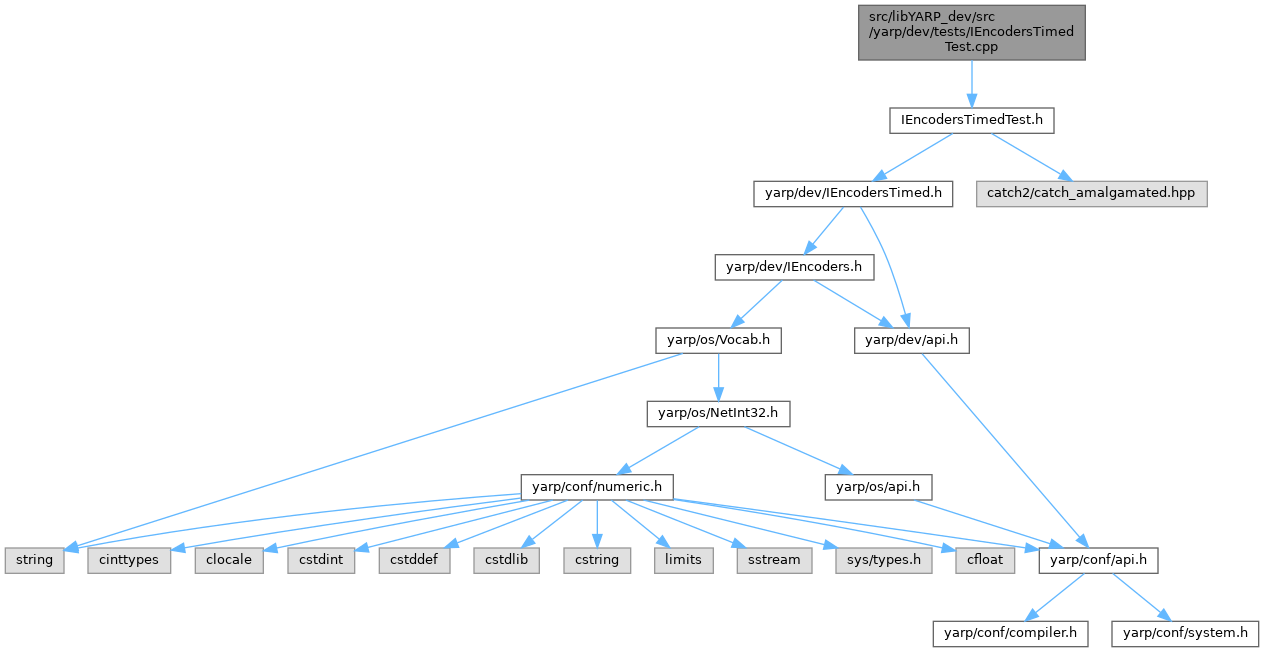 src/libYARP_dev/src
/yarp/dev/tests/IEncodersTimed
Test.cpp
IEncodersTimedTest.h
yarp/dev/IEncodersTimed.h
catch2/catch_amalgamated.hpp
yarp/dev/IEncoders.h
yarp/os/Vocab.h
yarp/dev/api.h
yarp/os/NetInt32.h
yarp/conf/numeric.h
yarp/os/api.h
string
cinttypes
clocale
cstdint
cstddef
cstdlib
cstring
limits
sstream
sys/types.h
cfloat
yarp/conf/api.h
yarp/conf/compiler.h
yarp/conf/system.h